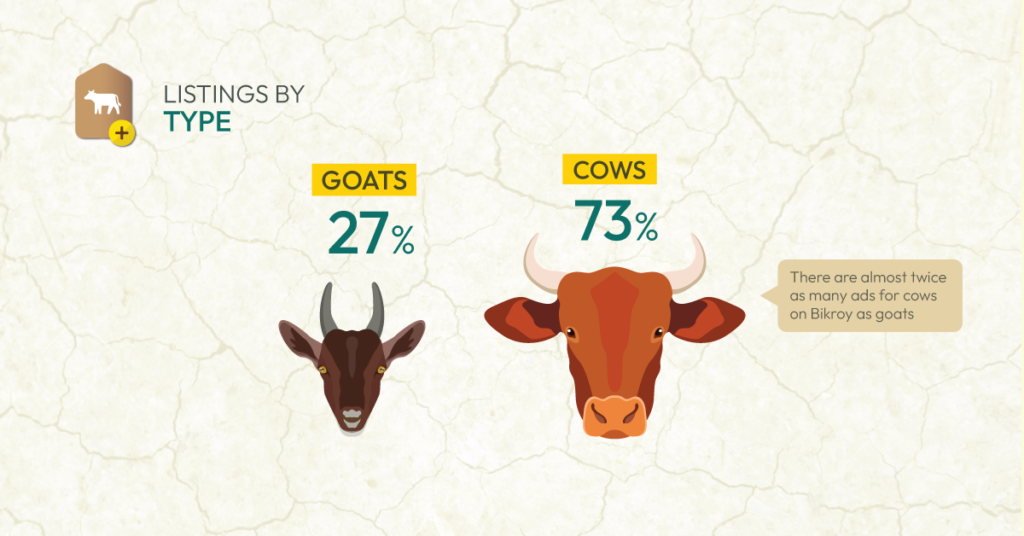 LISTINGS BY
TYPE
GOATS
27%
COWS
73%
There are almost twice
as many ads for cows
on Bikroy as goats